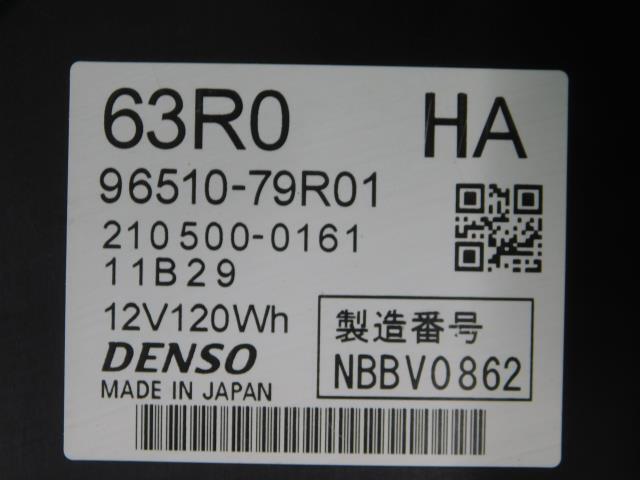 63R0 HA
96510-79R01
210500-0161
11B29
12V120Wh
DENSO
MADE IN JAPAN
製造番号
NBBV0862